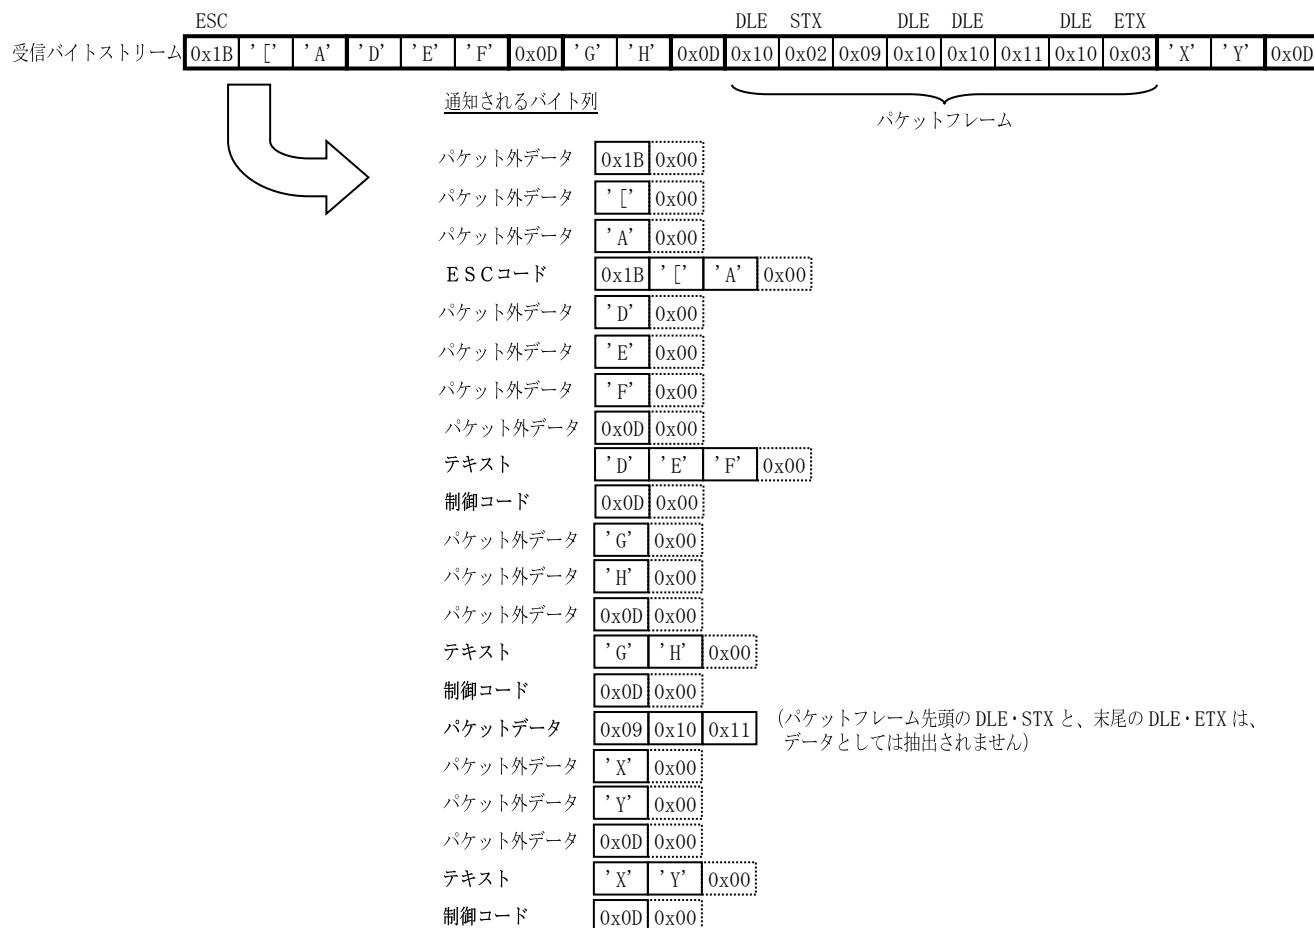 ESC DLE STX DLE DLE DLE ETX
受信バイトストリーム 0x1B '[' 'A' 'D' 'E' 'F' 0x0D 'G' 'H' 0x0D 0x10 0x02 0x09 0x10 0x10 0x11 0x10 0x03 'X' 'Y' 0x0D
通知されるバイト列
パケットフレーム
パケット外データ 0x1B 0x00
パケット外データ '[' 0x00
パケット外データ 'A' 0x00
ESCコード 0x1B '[' 'A' 0x00
パケット外データ 'D' 0x00
パケット外データ 'E' 0x00
パケット外データ 'F' 0x00
パケット外データ 0x0D 0x00
テキスト 'D' 'E' 'F' 0x00
制御コード 0x0D 0x00
パケット外データ 'G' 0x00
パケット外データ 'H' 0x00
パケット外データ 0x0D 0x00
テキスト 'G' 'H' 0x00
制御コード 0x0D 0x00
パケットデータ 0x09 0x10 0x11 (パケットフレーム先頭の DLE・STX と、末尾の DLE・ETX は、
データとしては抽出されません)
パケット外データ 'X' 0x00
パケット外データ 'Y' 0x00
パケット外データ 0x0D 0x00
テキスト 'X' 'Y' 0x00
制御コード 0x0D 0x00